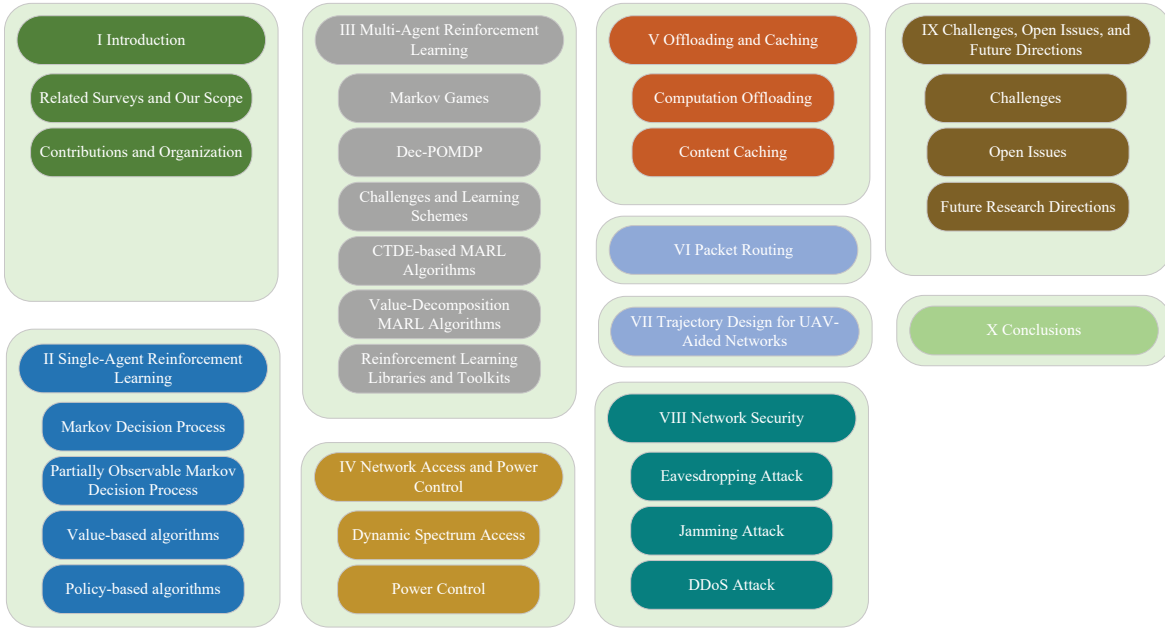 I Introduction
Related Surveys and Our Scope
Contributions and Organization
II Single-Agent Reinforcement
Learning
Markov Decision Process
Partially Observable Markov
Decision Process
Value-based algorithms
Policy-based algorithms
III Multi-Agent Reinforcement
Learning
Markov Games
Dec-POMDP
Challenges and Learning
Schemes
CTDE-based MARL
Algorithms
Value-Decomposition
MARL Algorithms
Reinforcement Learning
Libraries and Toolkits
IV Network Access and Power
Control
Dynamic Spectrum Access
Power Control
V Offloading and Caching
Computation Offloading
Content Caching
VI Packet Routing
VII Trajectory Design for UAV-
Aided Networks
VIII Network Security
Eavesdropping Attack
Jamming Attack
DDoS Attack
IX Challenges, Open Issues, and
Future Directions
Challenges
Open Issues
Future Research Directions
X Conclusions